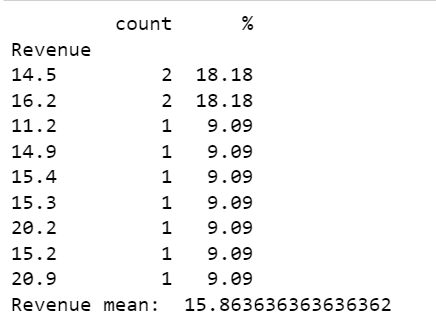 count %
Revenue
14.5 2 18.18
16.2 2 18.18
11.2 1 9.09
14.9 1 9.09
15.4 1 9.09
15.3 1 9.09
20.2 1 9.09
15.2 1 9.09
20.9 1 9.09
Revenue mean: 15.863636363636362